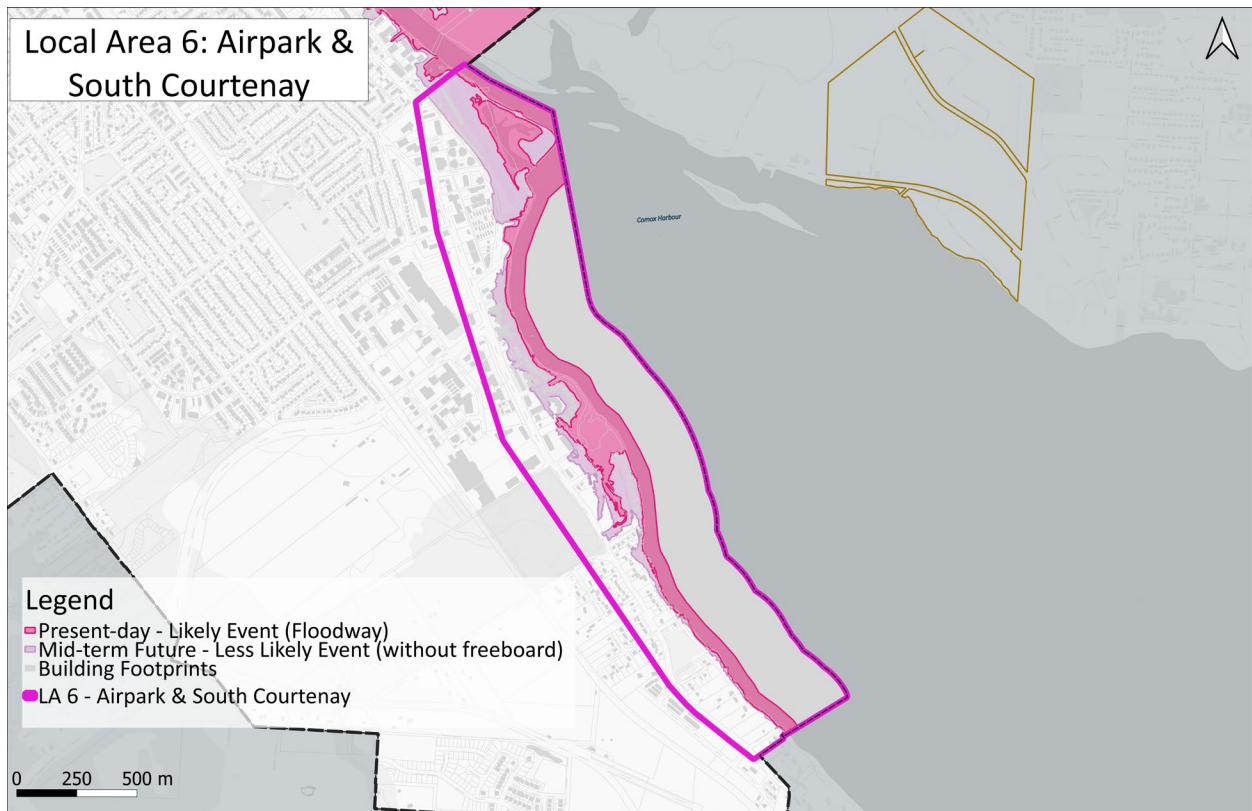 Local Area 6: Airpark &
South Courtenay
Comox Harbour
Legend
Present-day - Likely Event (Floodway)
Mid-term Future - Less Likely Event (without freeboard)
Building Footprints
LA 6 - Airpark & South Courtenay
0 250 500 m